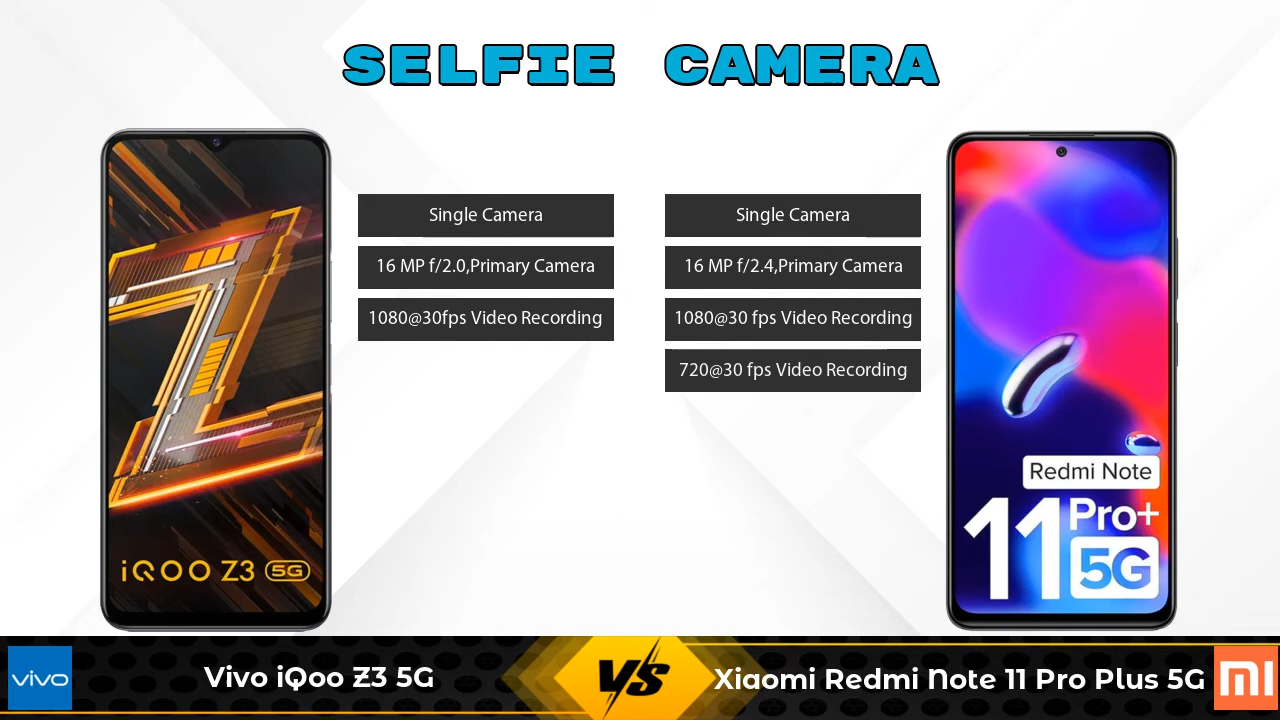 SELFIE CAMERA
Single Camera
16 MP f/2.0,Primary Camera
1080@30fps Video Recording
Single Camera
16 MP f/2.4,Primary Camera
1080@30 fps Video Recording
720@30 fps Video Recording
iQOO Z3 5G
Redmi Note
11 Pro+
5G
vivo
Vivo iQoo Z3 5G
VS
Xiaomi Redmi Note 11 Pro Plus 5G
MI